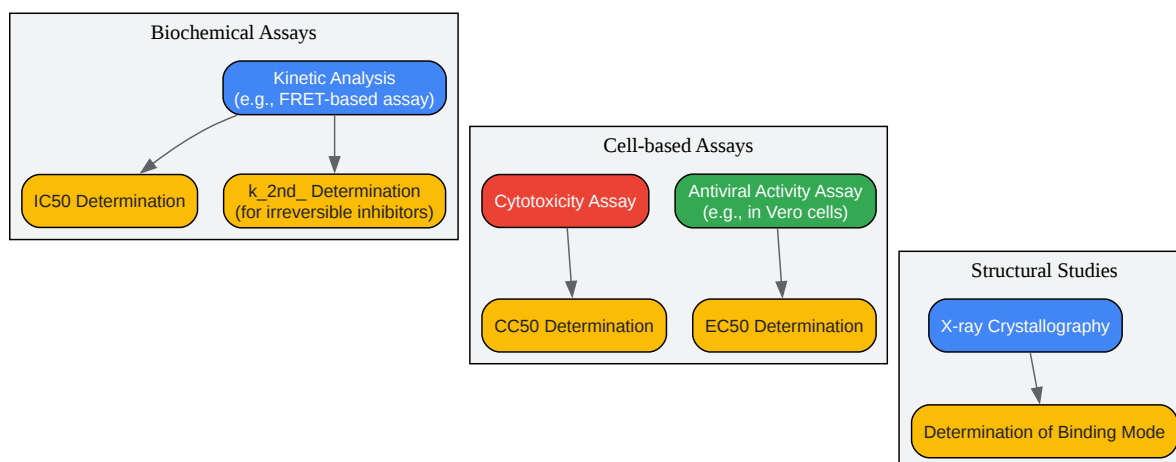 Biochemical Assays
Kinetic Analysis
(e.g., FRET-based assay)
IC50 Determination
k_2nd_ Determination
(for irreversible inhibitors)
Cell-based Assays
Cytotoxicity Assay
Antiviral Activity Assay
(e.g., in Vero cells)
CC50 Determination
EC50 Determination
Structural Studies
X-ray Crystallography
Determination of Binding Mode